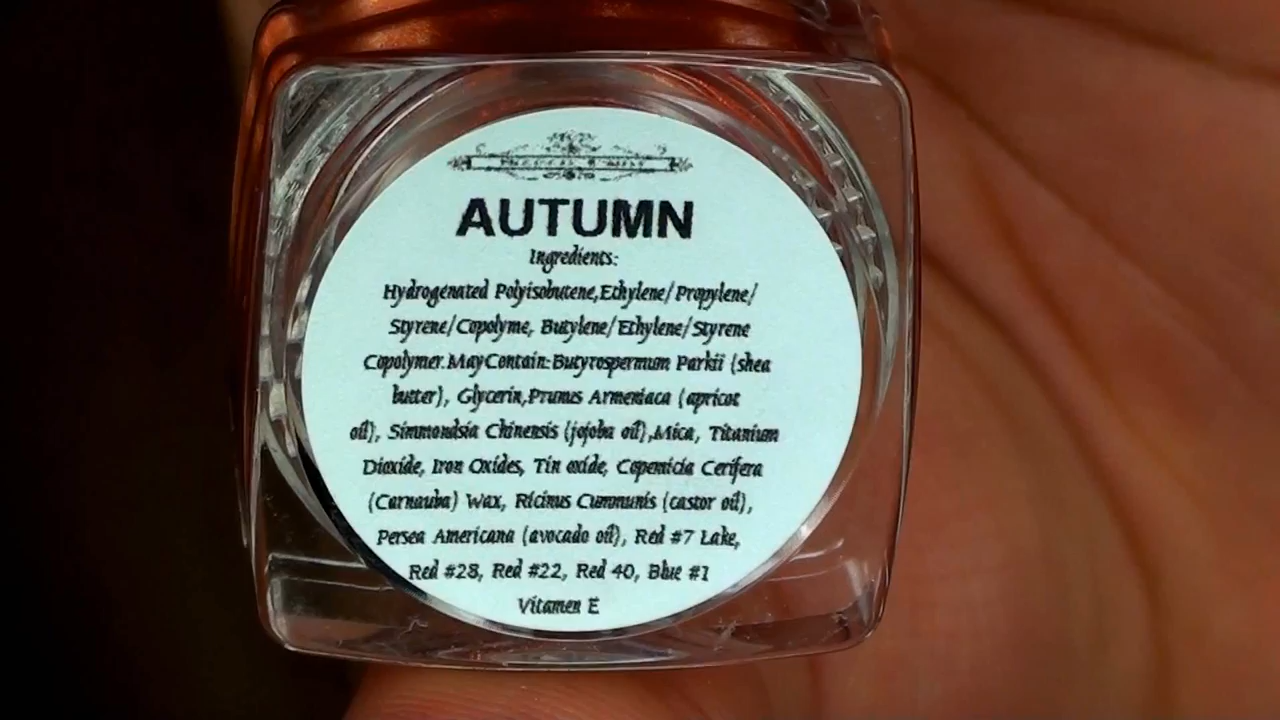 AUTUMN
Ingredients:
Hydrogenated Polyisobutene,Ethylene/Propylene/
Styrene/Copolyme, Butylene/Ethylene/Styrene
Copolymer.May Contain:Butyrospermum Parkii (shea
butter), Glycerin,Prunus Armeniaca (apricot
oil), Simmondsia Chinensis (jojoba oil),Mica, Titanium
Dioxide, Iron Oxides, Tin oxide, Copernicia Cerifera
(Carnauba) Wax, Ricinus Cummunis (castor oil),
Persea Americana (avocado oil), Red #7 Lake,
Red #28, Red #22, Red 40, Blue #1
Vitamen E